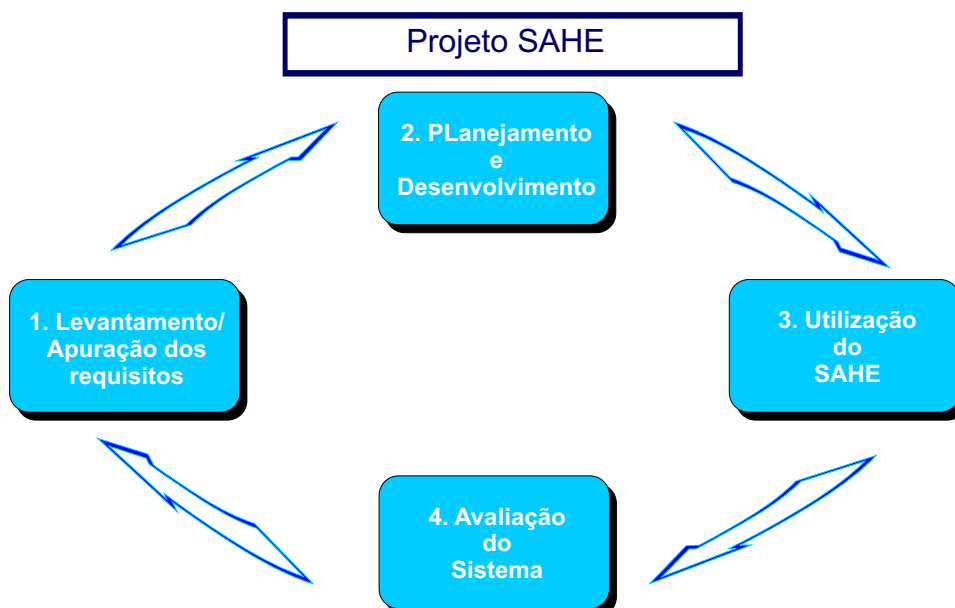 Projeto SAHE
2. PLanejamento
e
Desenvolvimento
1. Levantamento/
Apuração dos
requisitos
3. Utilização
do
SAHE
4. Avaliação
do
Sistema